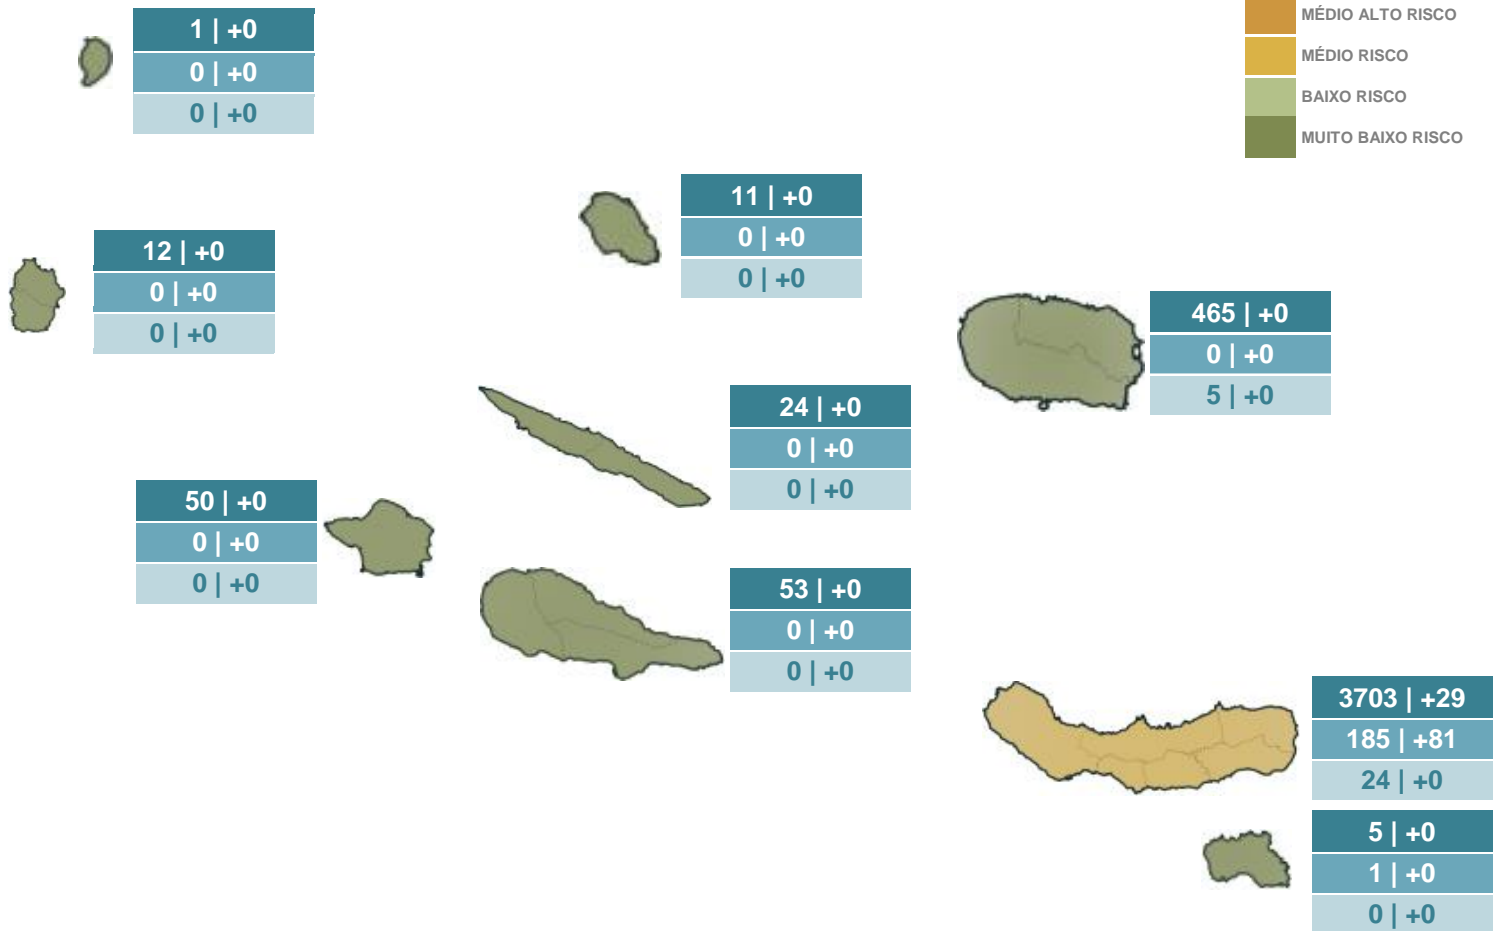 MÉDIO ALTO RISCO
MÉDIO RISCO
BAIXO RISCO
MUITO BAIXO RISCO
1 | +0
0 | +0
0 | +0
12 | +0
0 | +0
0 | +0
11 | +0
0 | +0
0 | +0
465 | +0
0 | +0
5 | +0
24 | +0
0 | +0
0 | +0
50 | +0
0 | +0
0 | +0
53 | +0
0 | +0
0 | +0
3703 | +29
185 | +81
24 | +0
5 | +0
1 | +0
0 | +0